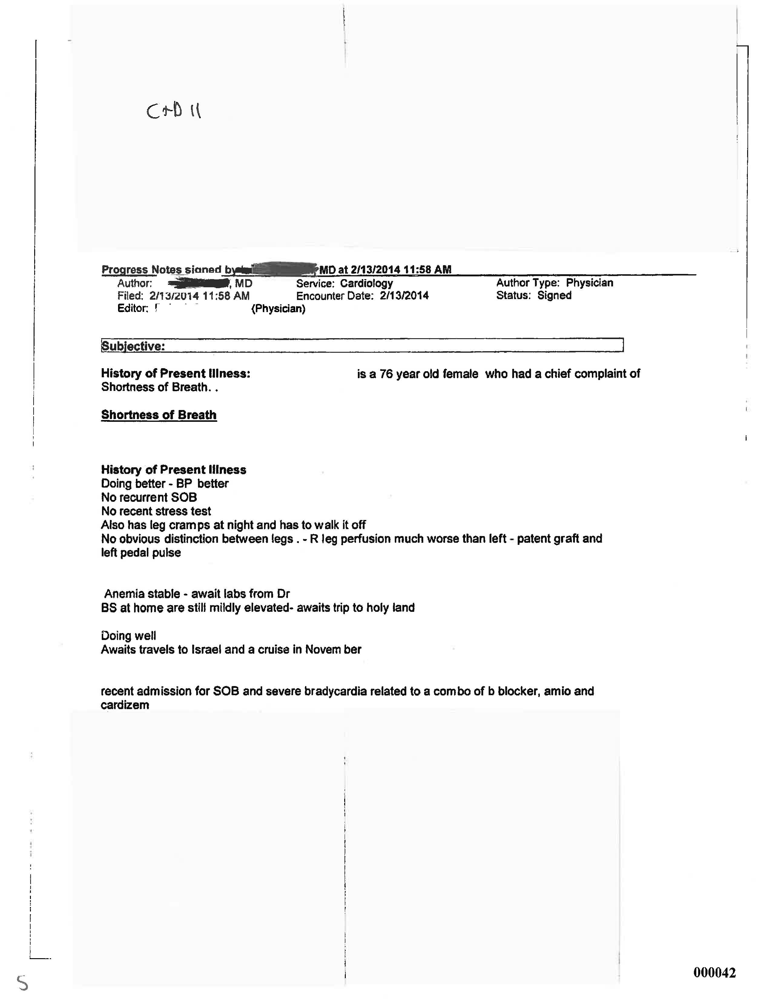 C+D 11
Progress Notes signed by MD at 2/13/2014 11:58 AM
Author: , MD Service: Cardiology Author Type: Physician
Filed: 2/13/2014 11:58 AM Encounter Date: 2/13/2014 Status: Signed
Editor: (Physician)
Subjective:
History of Present Illness: is a 76 year old female who had a chief complaint of
Shortness of Breath. .
Shortness of Breath
History of Present Illness
Doing better - BP better
No recurrent SOB
No recent stress test
Also has leg cramps at night and has to walk it off
No obvious distinction between legs . - R leg perfusion much worse than left - patent graft and
left pedal pulse
Anemia stable - await labs from Dr
BS at home are still mildly elevated- awaits trip to holy land
Doing well
Awaits travels to Israel and a cruise in Novem ber
recent admission for SOB and severe bradycardia related to a combo of b blocker, amio and
cardizem
000042
5